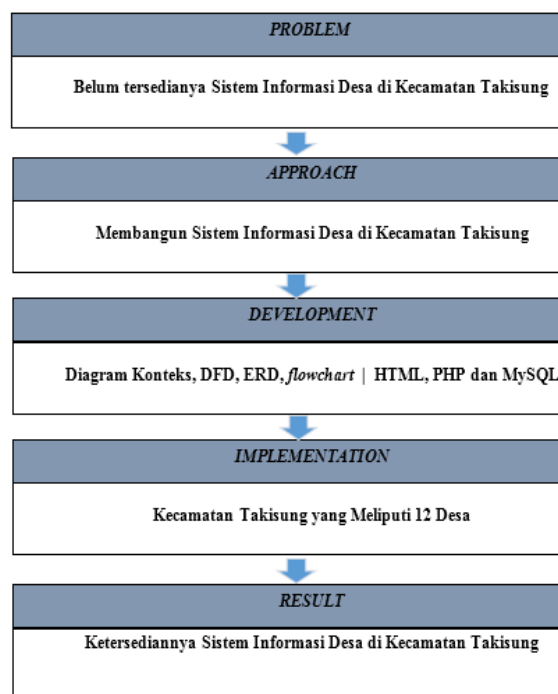 PROBLEM
Belum tersedianya Sistem Informasi Desa di Kecamatan Takisung
APPROACH
Membangun Sistem Informasi Desa di Kecamatan Takisung
DEVELOPMENT
Diagram Konteks, DFD, ERD, flowchart | HTML, PHP dan MySQL
IMPLEMENTATION
Kecamatan Takisung yang Meliputi 12 Desa
RESULT
Ketersediannya Sistem Informasi Desa di Kecamatan Takisung